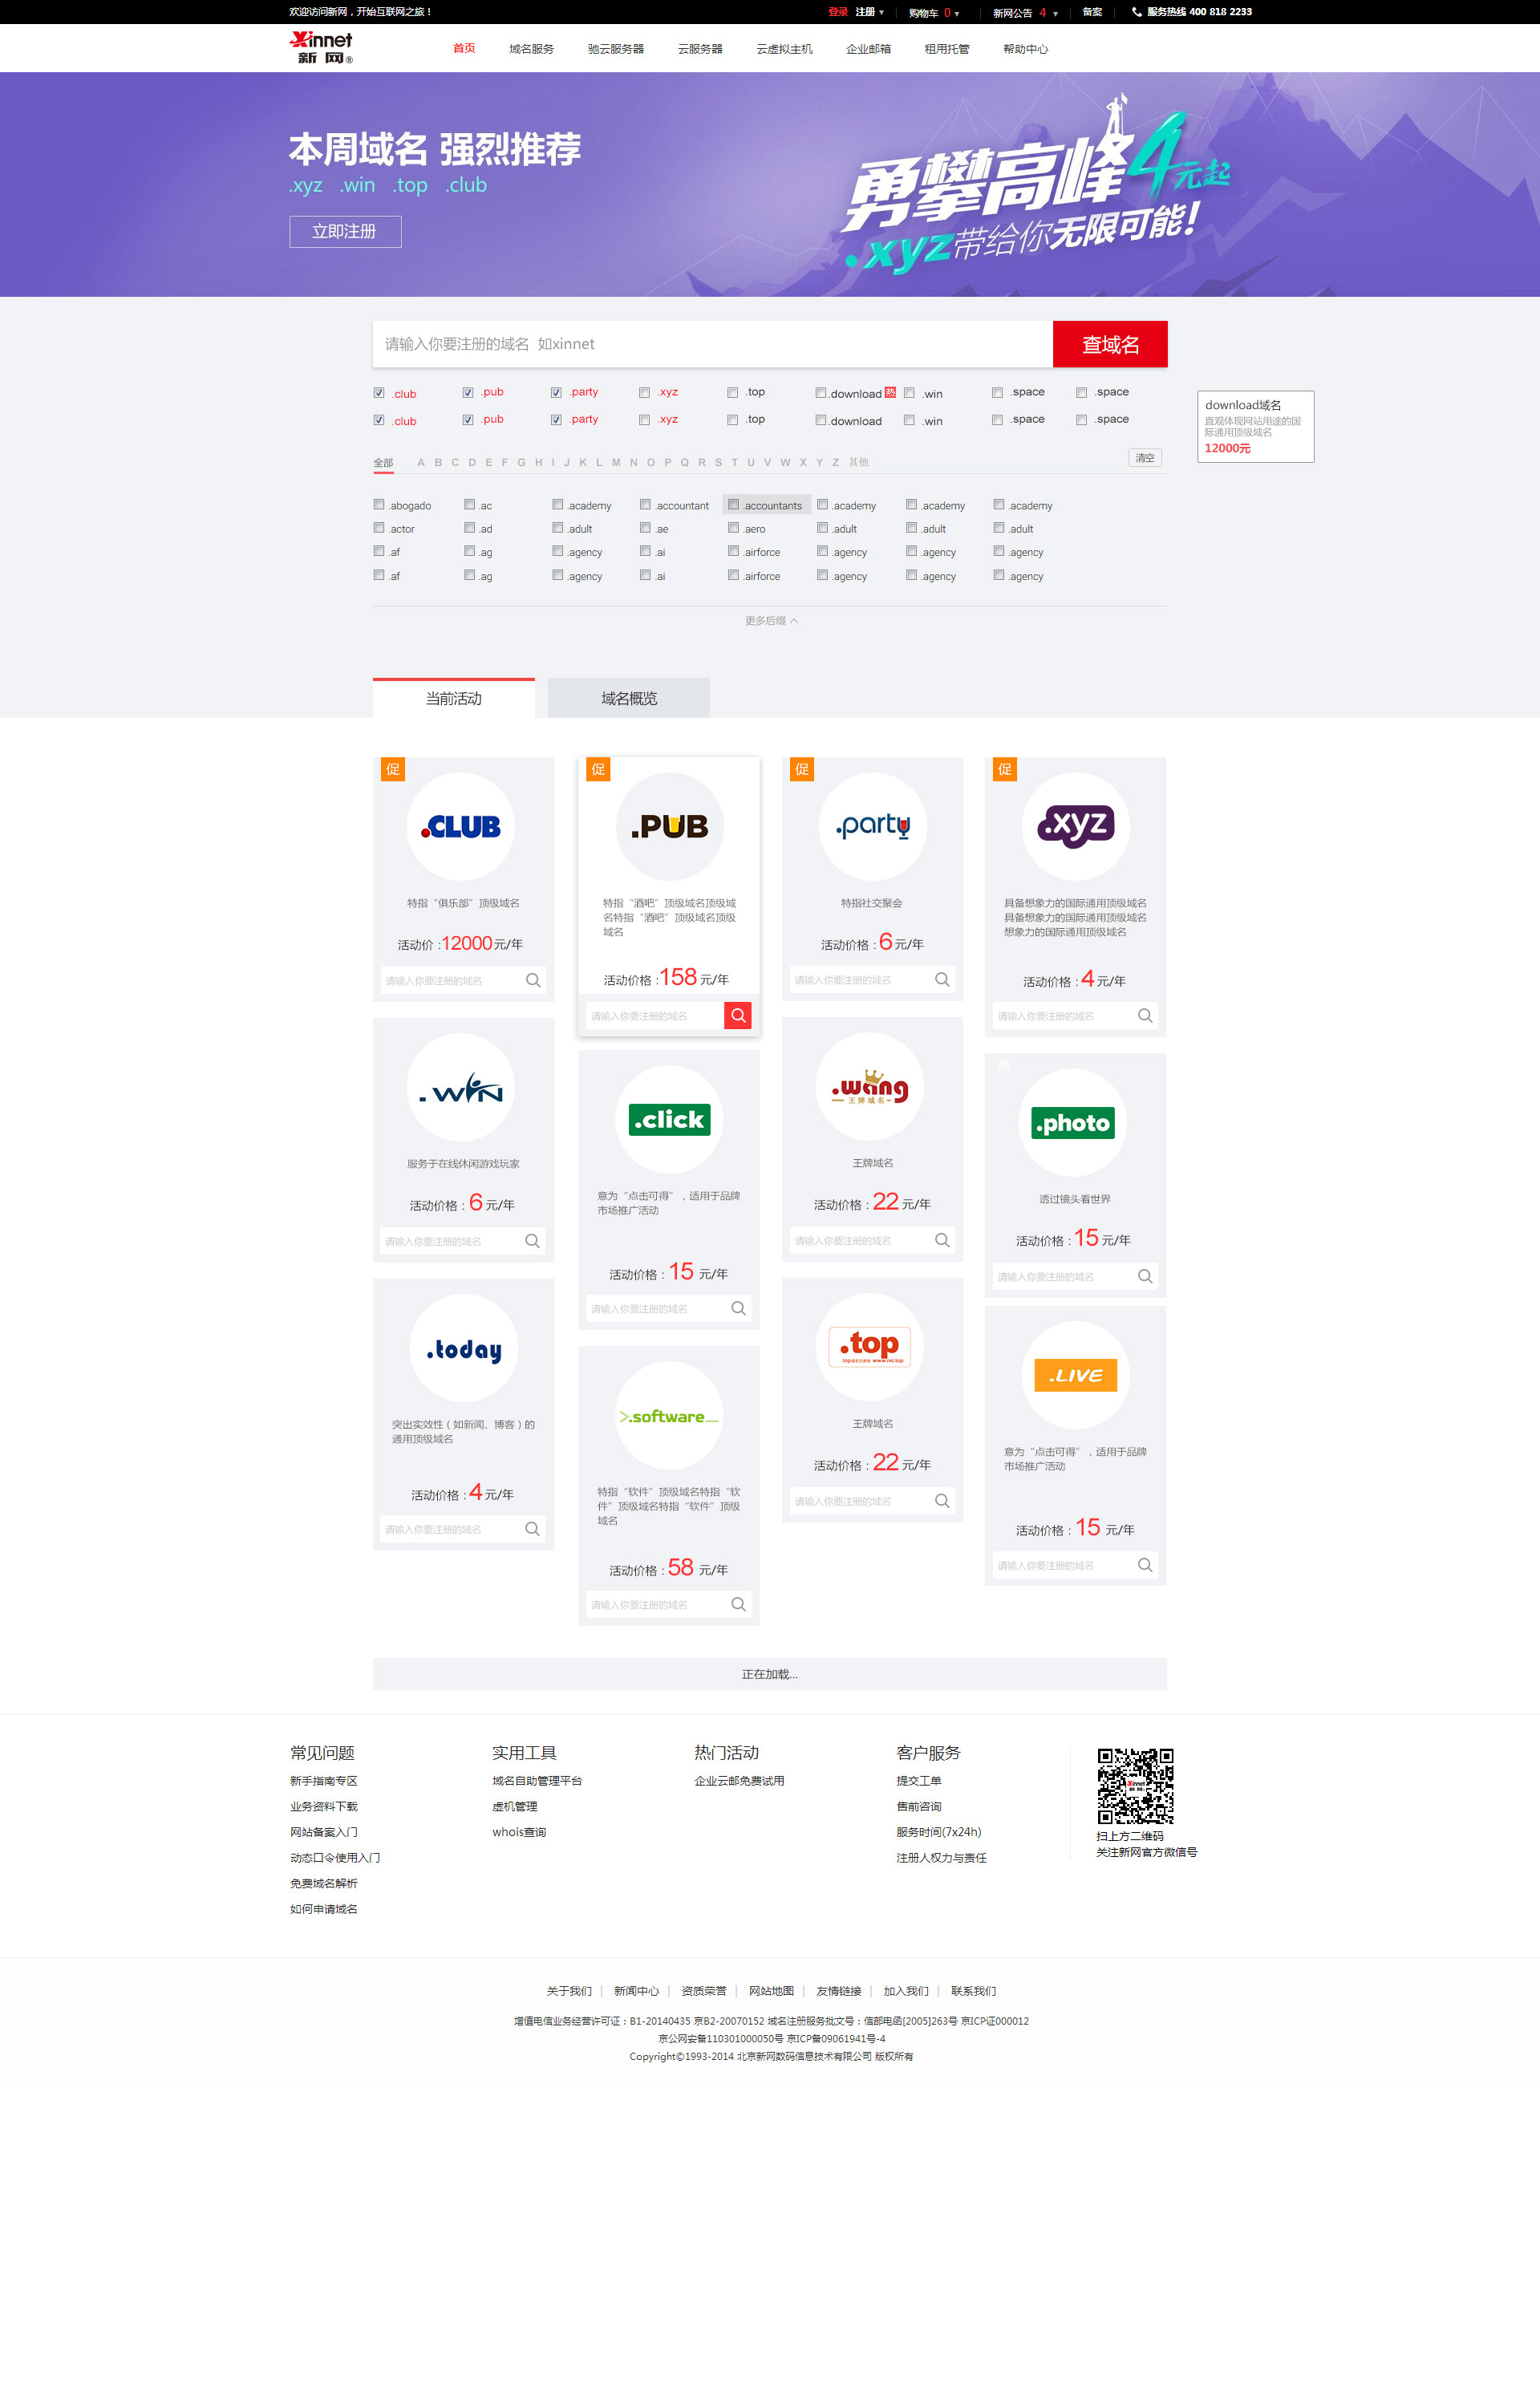 欢迎访问新网，开始互联网之旅！
登录 注册 购物车 0 新网公告 4 备案 服务热线 400 818 2233
Xinnet
新 网®
首页 域名服务 驰云服务器 云服务器 云虚拟主机 企业邮箱 租用托管 帮助中心
本周域名 强烈推荐
.xyz .win .top .club
立即注册
勇攀高峰4元起
.xyz带给你无限可能!
请输入你要注册的域名 如xinnet
查域名
.club .pub .party .xyz .top .download 热 .win .space .space
.club .pub .party .xyz .top .download .win .space .space
download域名
直观体现网站用途的国
际通用顶级域名
12000元
全部 A B C D E F G H I J K L M N O P Q R S T U V W X Y Z 其他
清空
.abogado .ac .academy .accountant .accountants .academy .academy .academy
.actor .ad .adult .ae .aero .adult .adult .adult
.af .ag .agency .ai .airforce .agency .agency .agency
.af .ag .agency .ai .airforce .agency .agency .agency
更多后缀
当前活动 域名概览
促
.CLUB
特指“俱乐部”顶级域名
活动价 :12000元/年
请输入你要注册的域名
促
.PUB
特指“酒吧”顶级域名顶级域
名特指“酒吧”顶级域名顶级
域名
活动价格 :158 元/年
请输入你要注册的域名
促
.party
特指社交聚会
活动价格 : 6 元/年
请输入你要注册的域名
促
.xyz
具备想象力的国际通用顶级域名
具备想象力的国际通用顶级域名
想象力的国际通用顶级域名
活动价格 : 4 元/年
请输入你要注册的域名
.WIN
服务于在线休闲游戏玩家
活动价格 : 6 元/年
请输入你要注册的域名
.click
意为“点击可得”，适用于品牌
市场推广活动
活动价格 : 15 元/年
请输入你要注册的域名
.wang
王牌域名
王牌域名
活动价格 : 22 元/年
请输入你要注册的域名
新
.photo
透过镜头看世界
活动价格 : 15 元/年
请输入你要注册的域名
.today
突出实效性（如新闻、博客）的
通用顶级域名
活动价格 : 4 元/年
请输入你要注册的域名
>.software_
特指“软件”顶级域名特指“软
件”顶级域名特指“软件”顶级
域名
活动价格 : 58 元/年
请输入你要注册的域名
.top
王牌域名
活动价格 : 22 元/年
请输入你要注册的域名
.LIVE
意为“点击可得”，适用于品牌
市场推广活动
活动价格 : 15 元/年
请输入你要注册的域名
正在加载...
常见问题
新手指南专区
业务资料下载
网站备案入门
动态口令使用入门
免费域名解析
如何申请域名
实用工具
域名自助管理平台
虚机管理
whois查询
热门活动
企业云邮免费试用
客户服务
提交工单
售前咨询
服务时间(7x24h)
注册人权力与责任
扫上方二维码
关注新网官方微信号
关于我们 | 新闻中心 | 资质荣誉 | 网站地图 | 友情链接 | 加入我们 | 联系我们
增值电信业务经营许可证：B1-20140435 京B2-20070152 域名注册服务批文号：信部电函[2005]263号 京ICP证000012
京公网安备110301000050号 京ICP备09061941号-4
Copyright©1993-2014 北京新网数码信息技术有限公司 版权所有